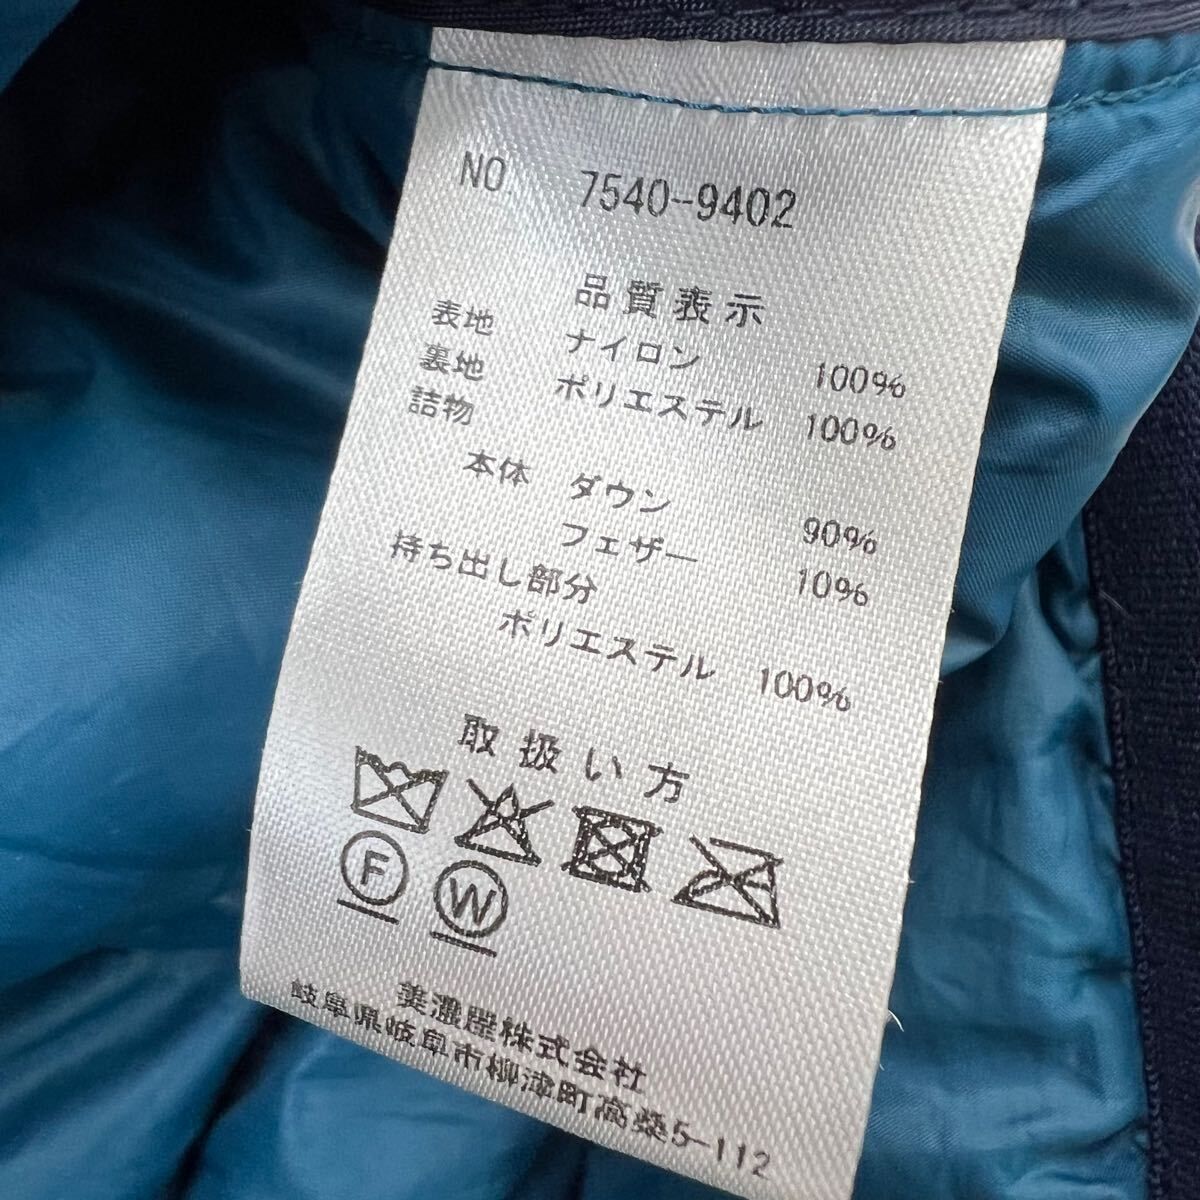 NO. 7540-9402
品質表示
表地 ナイロン 100%
裏地 ポリエステル 100%
詰物
本体 ダウン 90%
フェザー 10%
持ち出し部分
ポリエステル 100%
取扱い方
F W
美濃屋株式会社
岐阜県岐阜市柳津町高桑5-112